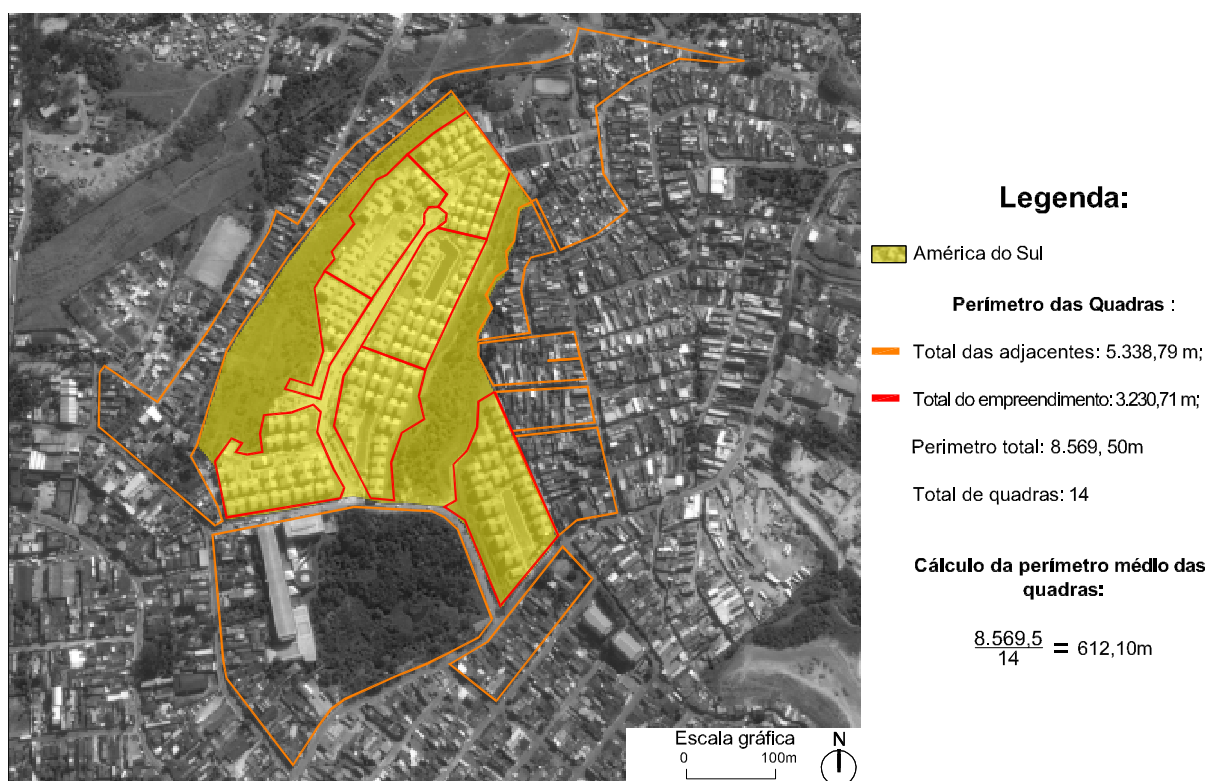 Legenda:
América do Sul
Perímetro das Quadras :
Total das adjacentes: 5.338,79 m;
Total do empreendimento: 3.230,71 m;
Perimetro total: 8.569, 50m
Total de quadras: 14
Cálculo da perímetro médio das
quadras:
8.569,5
14
= 612,10m
Escala gráfica
0 100m
N